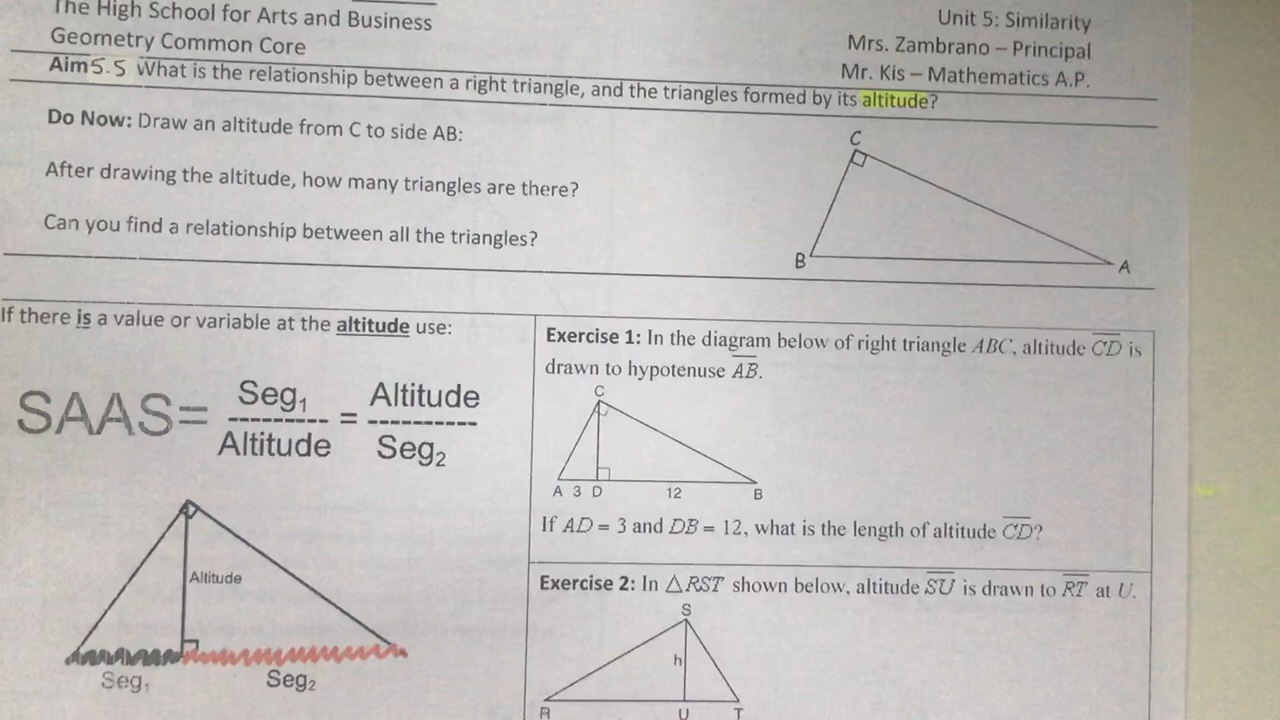 The High School for Arts and Business
Geometry Common Core
Unit 5: Similarity
Mrs. Zambrano – Principal
Mr. Kis – Mathematics A.P.
Aim 5.5 What is the relationship between a right triangle, and the triangles formed by its altitude?
Do Now: Draw an altitude from C to side AB:
After drawing the altitude, how many triangles are there?
Can you find a relationship between all the triangles?
C
B
A
If there is a value or variable at the altitude use:
SAAS= Seg1 / Altitude = Altitude / Seg2
Altitude
Seg1
Seg2
Exercise 1: In the diagram below of right triangle ABC, altitude CD is
drawn to hypotenuse AB.
C
A 3 D 12 B
If AD = 3 and DB = 12, what is the length of altitude CD?
Exercise 2: In △RST shown below, altitude SU is drawn to RT at U.
S
h
R U T